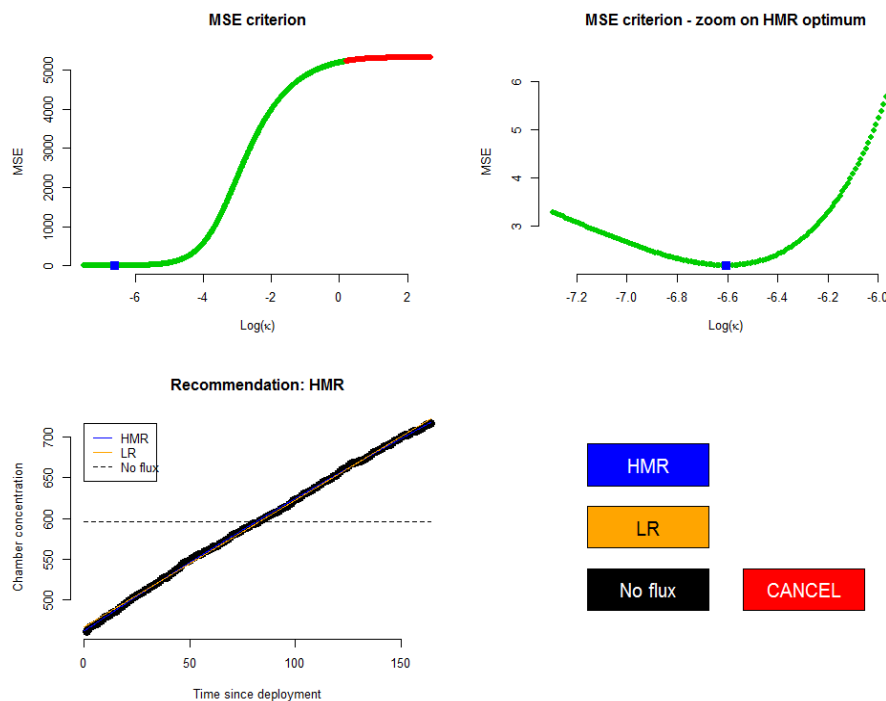 MSE criterion
MSE
5000
4000
3000
2000
1000
0
-6
-4
-2
0
2
Log(κ)
MSE criterion - zoom on HMR optimum
MSE
6
5
4
3
-7.2
-7.0
-6.8
-6.6
-6.4
-6.2
-6.0
Log(κ)
Recommendation: HMR
Chamber concentration
700
650
600
550
500
HMR
LR
No flux
0
50
100
150
Time since deployment
HMR
LR
No flux
CANCEL